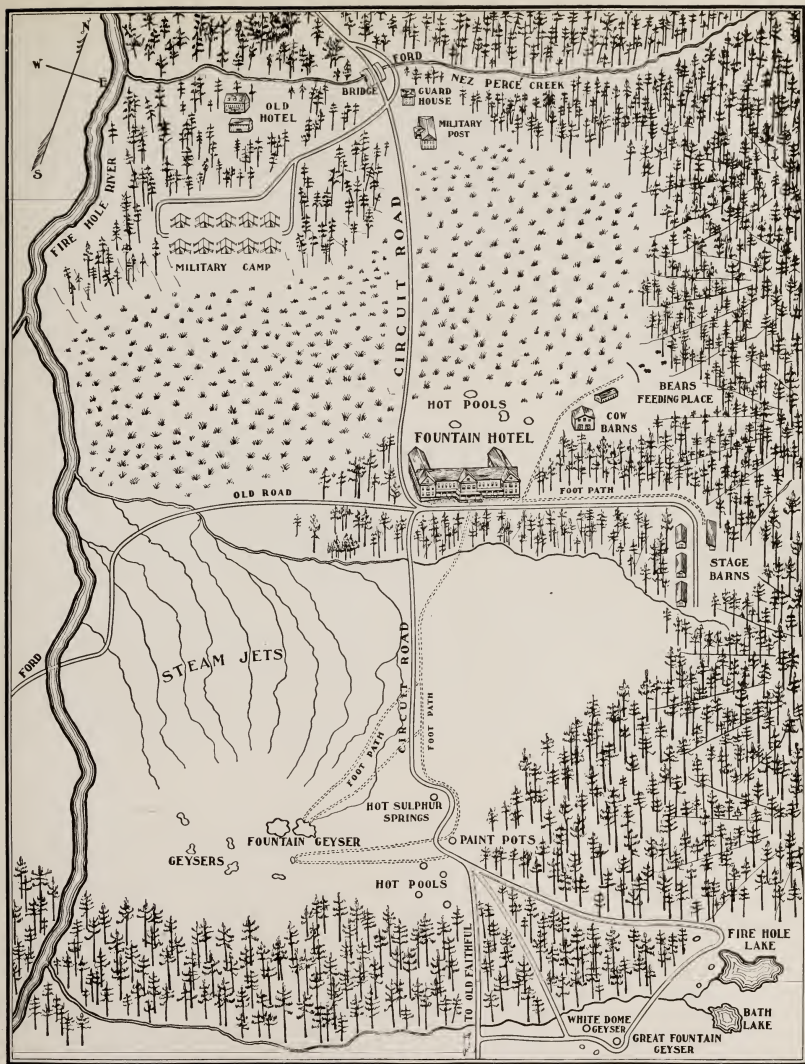 N
W
E
S
FORD
NEZ PERCÉ CREEK
BRIDGE
GUARD
HOUSE
OLD
HOTEL
MILITARY
POST
FIRE HOLE RIVER
MILITARY CAMP
CIRCUIT ROAD
BEARS
FEEDING PLACE
HOT POOLS
COW
BARNS
FOUNTAIN HOTEL
OLD ROAD
FOOT PATH
STAGE
BARNS
FORD
STEAM JETS
CIRCUIT ROAD
FOOT PATH
FOOT PATH
HOT SULPHUR
SPRINGS
FOUNTAIN GEYSER
PAINT POTS
GEYSERS
HOT POOLS
TO OLD FAITHFUL
FIRE HOLE
LAKE
WHITE DOME
GEYSER
BATH
LAKE
GREAT FOUNTAIN
GEYSER